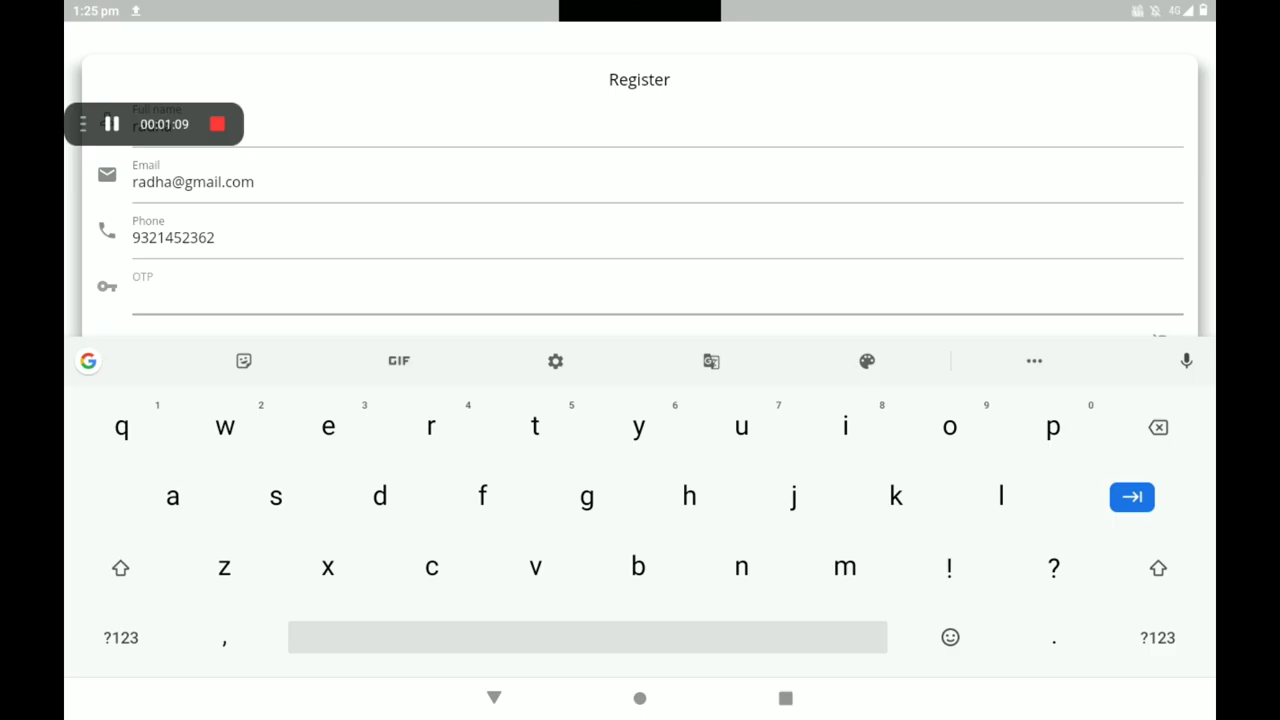 1:25 pm
4G
Register
Full name
00:01:09
Email
radha@gmail.com
Phone
9321452362
OTP
GIF
1 2 3 4 5 6 7 8 9 0
q w e r t y u i o p
a s d f g h j k l
z x c v b n m ! ?
?123 , . ?123